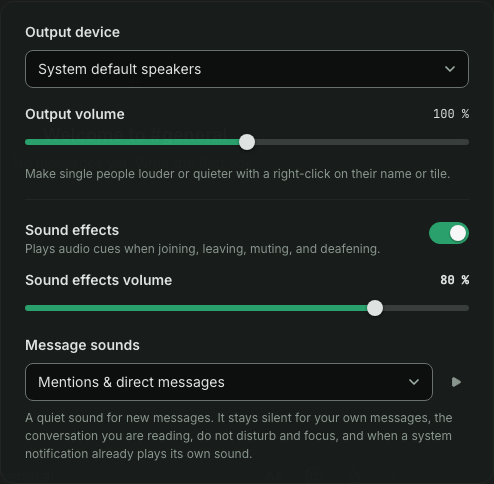 Output device
System default speakers
Output volume
100 %
Make single people louder or quieter with a right-click on their name or tile.
Sound effects
Plays audio cues when joining, leaving, muting, and deafening.
Sound effects volume
80 %
Message sounds
Mentions & direct messages
A quiet sound for new messages. It stays silent for your own messages, the
conversation you are reading, do not disturb and focus, and when a system
notification already plays its own sound.